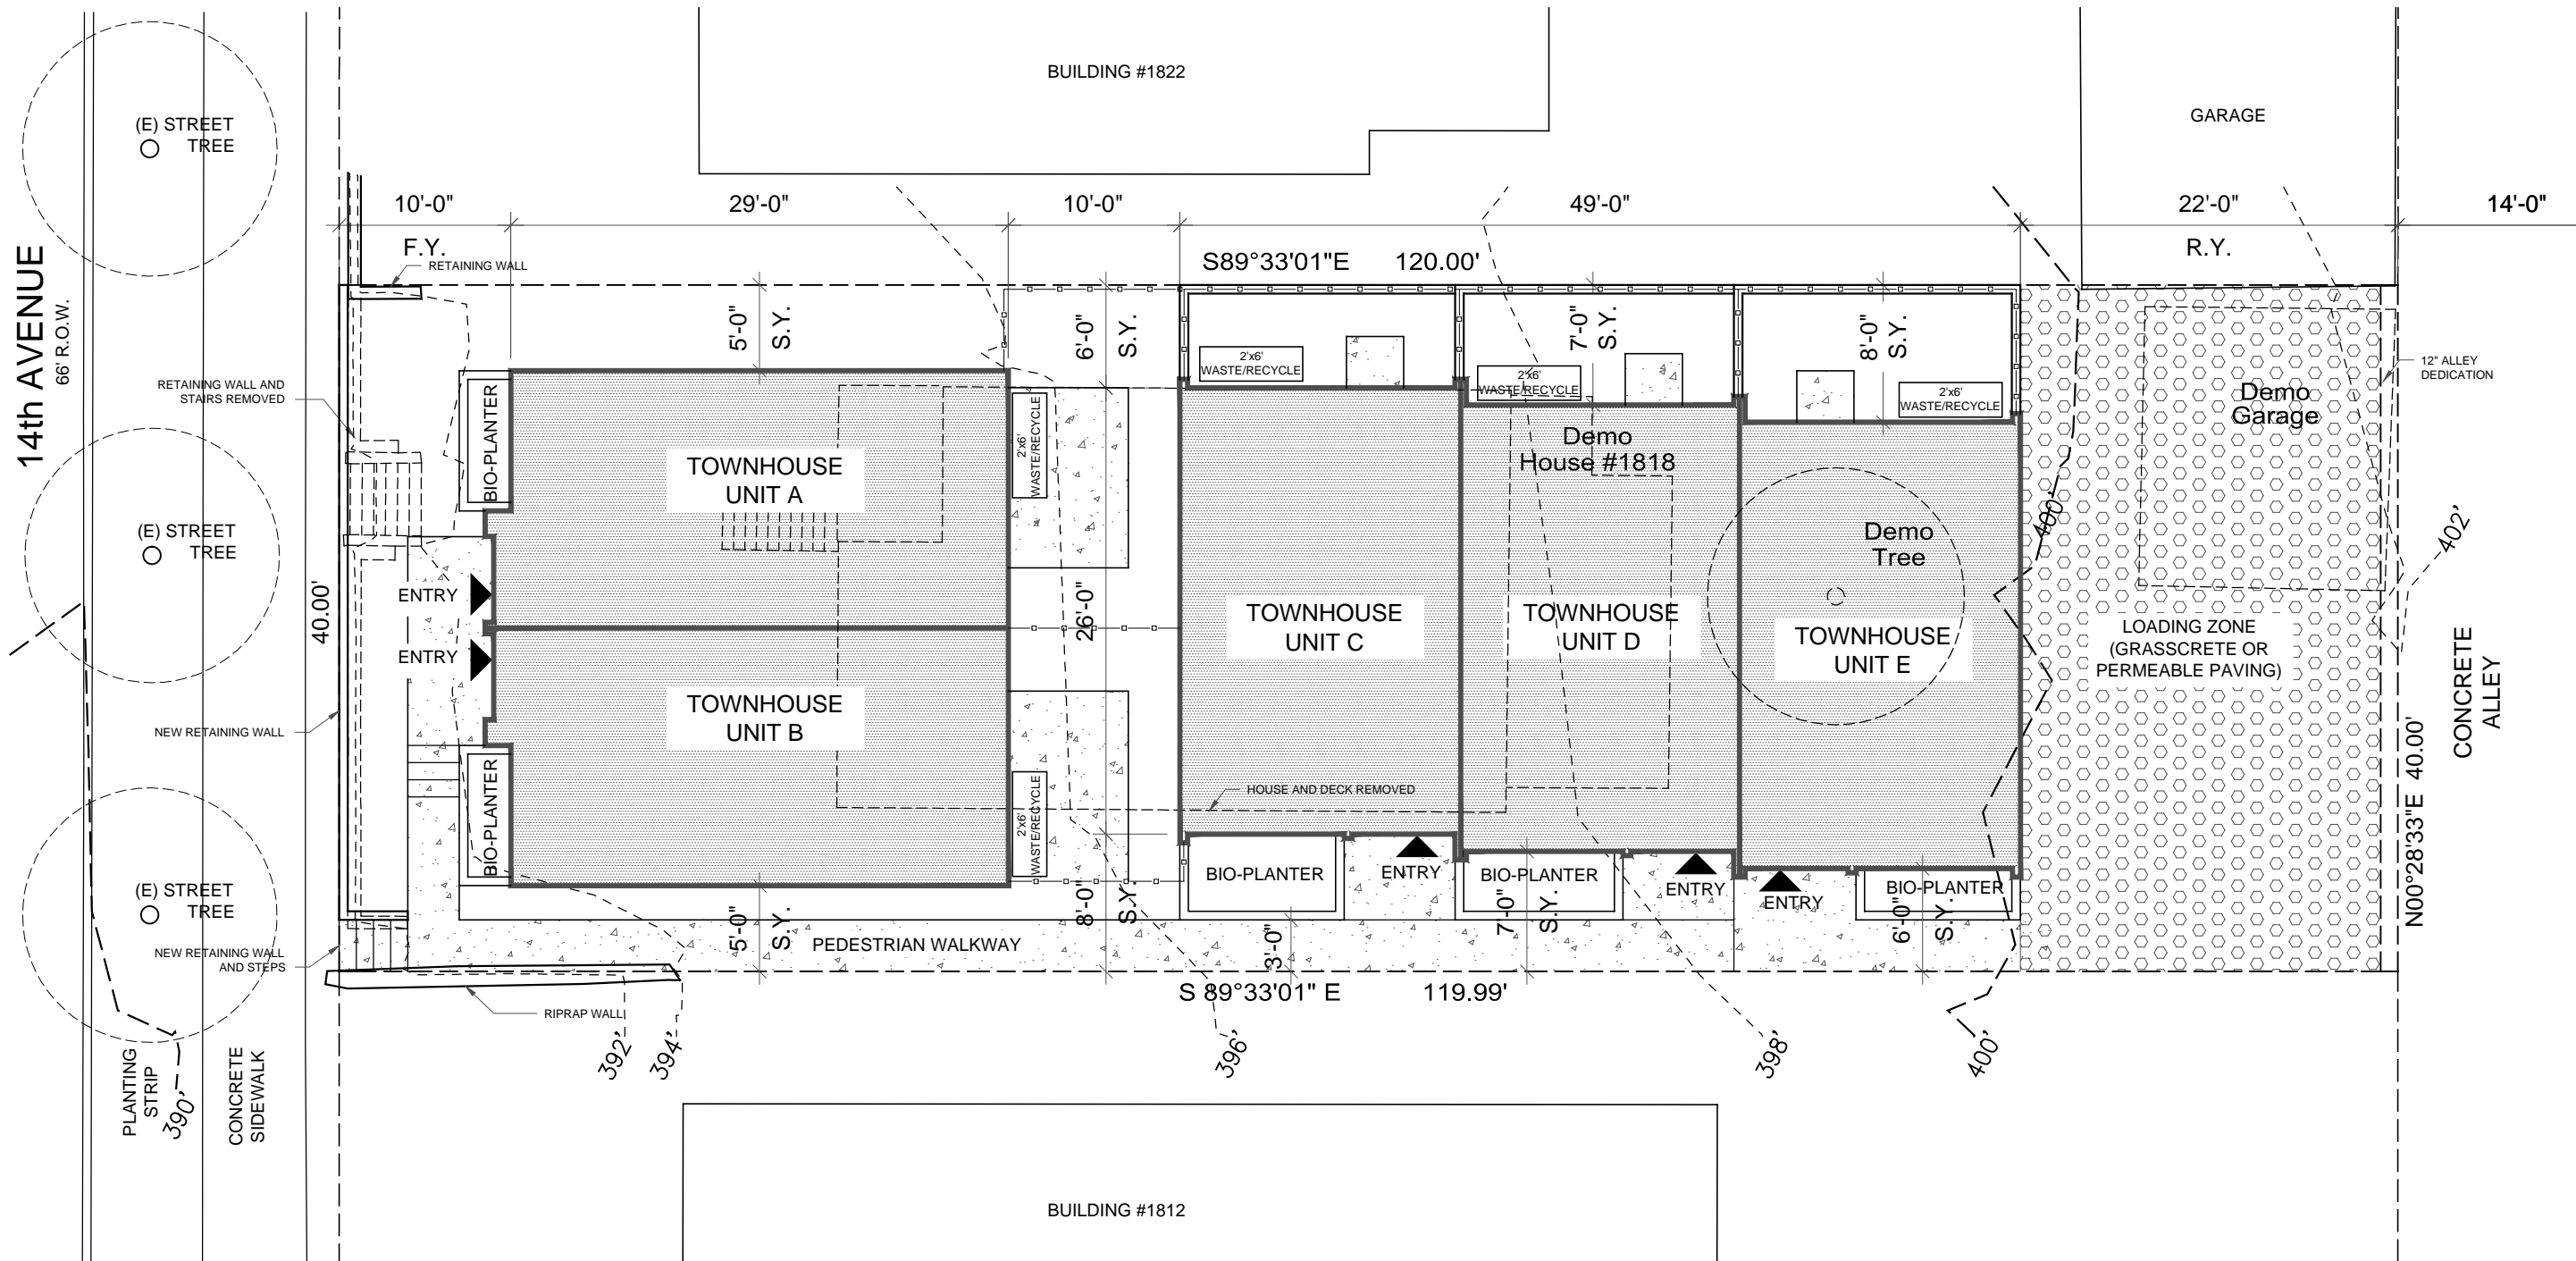 BUILDING #1822
GARAGE
(E) STREET
TREE
10'-0"
29'-0"
10'-0"
49'-0"
22'-0"
14'-0"
F.Y.
RETAINING WALL
S89°33'01"E 120.00'
R.Y.
14th AVENUE
66' R.O.W.
5'-0"
S.Y.
6'-0"
S.Y.
7'-0"
S.Y.
8'-0"
S.Y.
2'x6'
WASTE/RECYCLE
2'x6'
WASTE/RECYCLE
2'x6'
WASTE/RECYCLE
12" ALLEY
DEDICATION
RETAINING WALL AND
STAIRS REMOVED
BIO-PLANTER
2'x6'
WASTE/RECYCLE
Demo
Garage
Demo
House #1818
TOWNHOUSE
UNIT A
(E) STREET
TREE
Demo
Tree
400'
402'
ENTRY
40.00'
26'-0"
TOWNHOUSE
UNIT C
TOWNHOUSE
UNIT D
TOWNHOUSE
UNIT E
LOADING ZONE
(GRASSCRETE OR
PERMEABLE PAVING)
CONCRETE
ALLEY
ENTRY
TOWNHOUSE
UNIT B
NEW RETAINING WALL
BIO-PLANTER
2'x6'
WASTE/RECYCLE
HOUSE AND DECK REMOVED
N00°28'33"E 40.00'
(E) STREET
TREE
BIO-PLANTER
ENTRY
BIO-PLANTER
ENTRY
BIO-PLANTER
ENTRY
5'-0"
S.Y.
8'-0"
S.Y.
3'-0"
7'-0"
S.Y.
6'-0"
S.Y.
PEDESTRIAN WALKWAY
NEW RETAINING WALL
AND STEPS
S 89°33'01" E 119.99'
RIPRAP WALL
PLANTING
STRIP
390'
CONCRETE
SIDEWALK
392'
394'
396'
398'
400'
BUILDING #1812